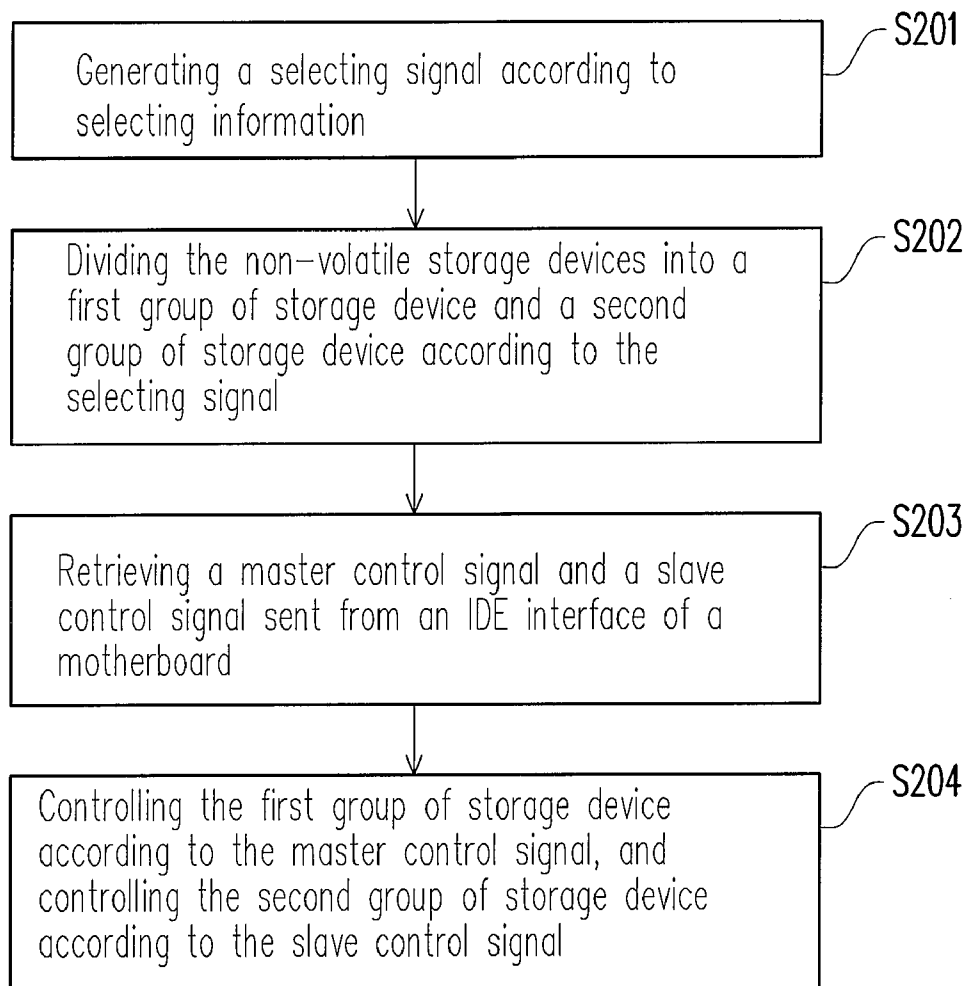 S201
Generating a selecting signal according to
selecting information
S202
Dividing the non-volatile storage devices into a
first group of storage device and a second
group of storage device according to the
selecting signal
S203
Retrieving a master control signal and a slave
control signal sent from an IDE interface of a
motherboard
S204
Controlling the first group of storage device
according to the master control signal, and
controlling the second group of storage device
according to the slave control signal